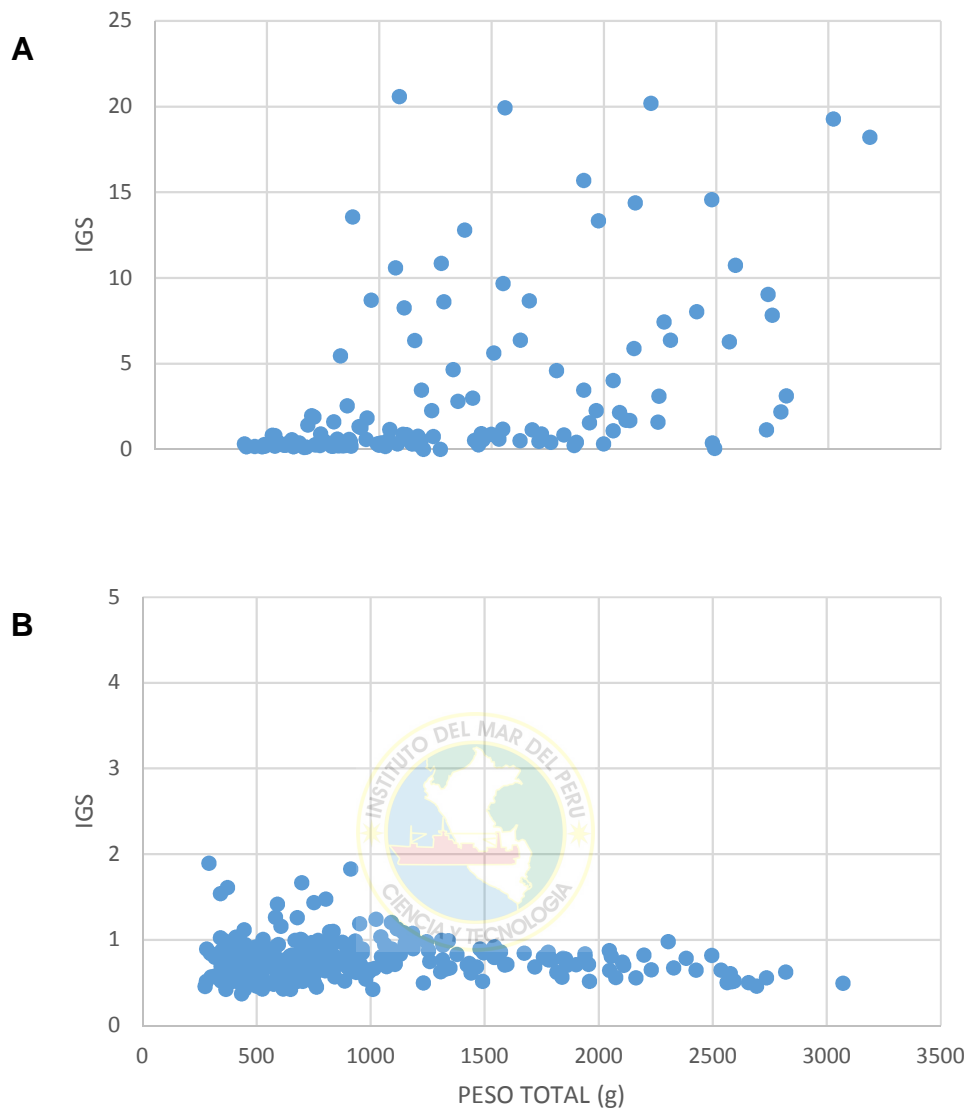 A
25
20
15
10
5
0
IGS
B
5
4
3
2
1
0
IGS
INSTITUTO DEL MAR DEL PERU
CIENCIA Y TECNOLOGIA
0 500 1000 1500 2000 2500 3000 3500
PESO TOTAL (g)